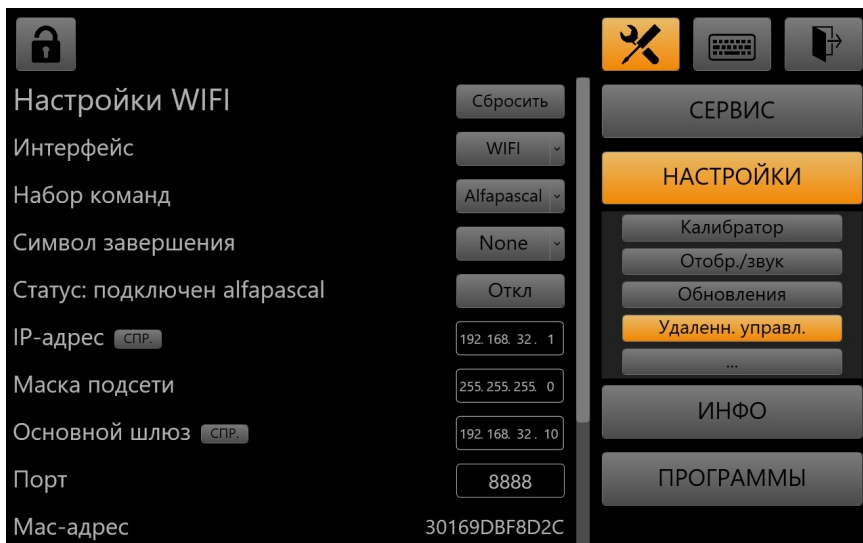 Настройки WIFI Сбросить
Интерфейс WIFI
Набор команд Alfapascal
Символ завершения None
Статус: подключен alfapascal Откл
IP-адрес СПР. 192. 168. 32. 1
Маска подсети 255. 255. 255. 0
Основной шлюз СПР. 192. 168. 32. 10
Порт 8888
Мас-адрес 30169DBF8D2C
СЕРВИС
НАСТРОЙКИ
Калибратор
Отобр./звук
Обновления
Удаленн. управл.
...
ИНФО
ПРОГРАММЫ